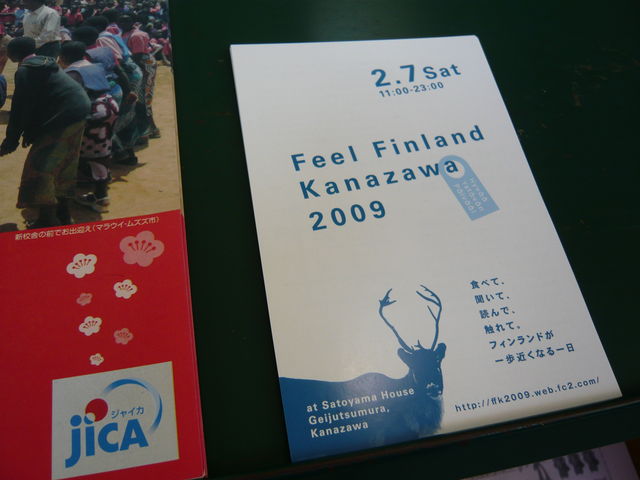 新校舎の前でお出迎え(マラウイ・ムズズ市)
ジャイカ
jICA
2.7 Sat
11:00-23:00
Feel Finland
Kanazawa
2009
食べて、
聞いて、
読んで、
触れて。
フィンランドが
一歩近くなる一日
at Satoyama House
Geijutsumura,
Kanazawa
http://ffk2009.web.fc2.com/